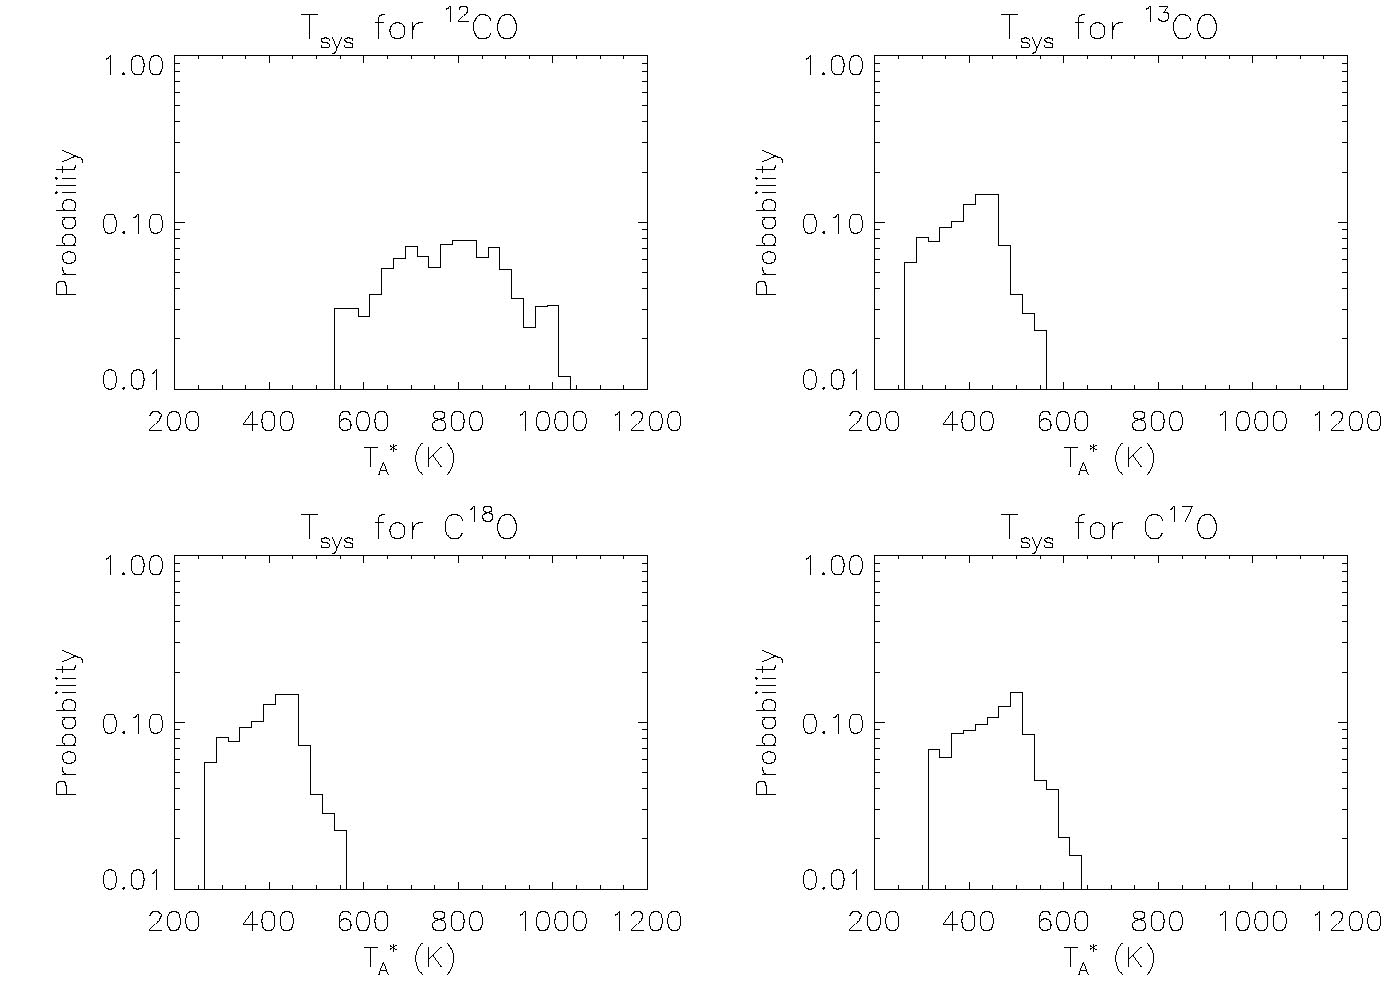 T_sys for ¹²CO
1.00
0.10
0.01
Probability
200 400 600 800 1000 1200
T_A* (K)
T_sys for ¹³CO
1.00
0.10
0.01
Probability
200 400 600 800 1000 1200
T_A* (K)
T_sys for C¹⁸O
1.00
0.10
0.01
Probability
200 400 600 800 1000 1200
T_A* (K)
T_sys for C¹⁷O
1.00
0.10
0.01
Probability
200 400 600 800 1000 1200
T_A* (K)